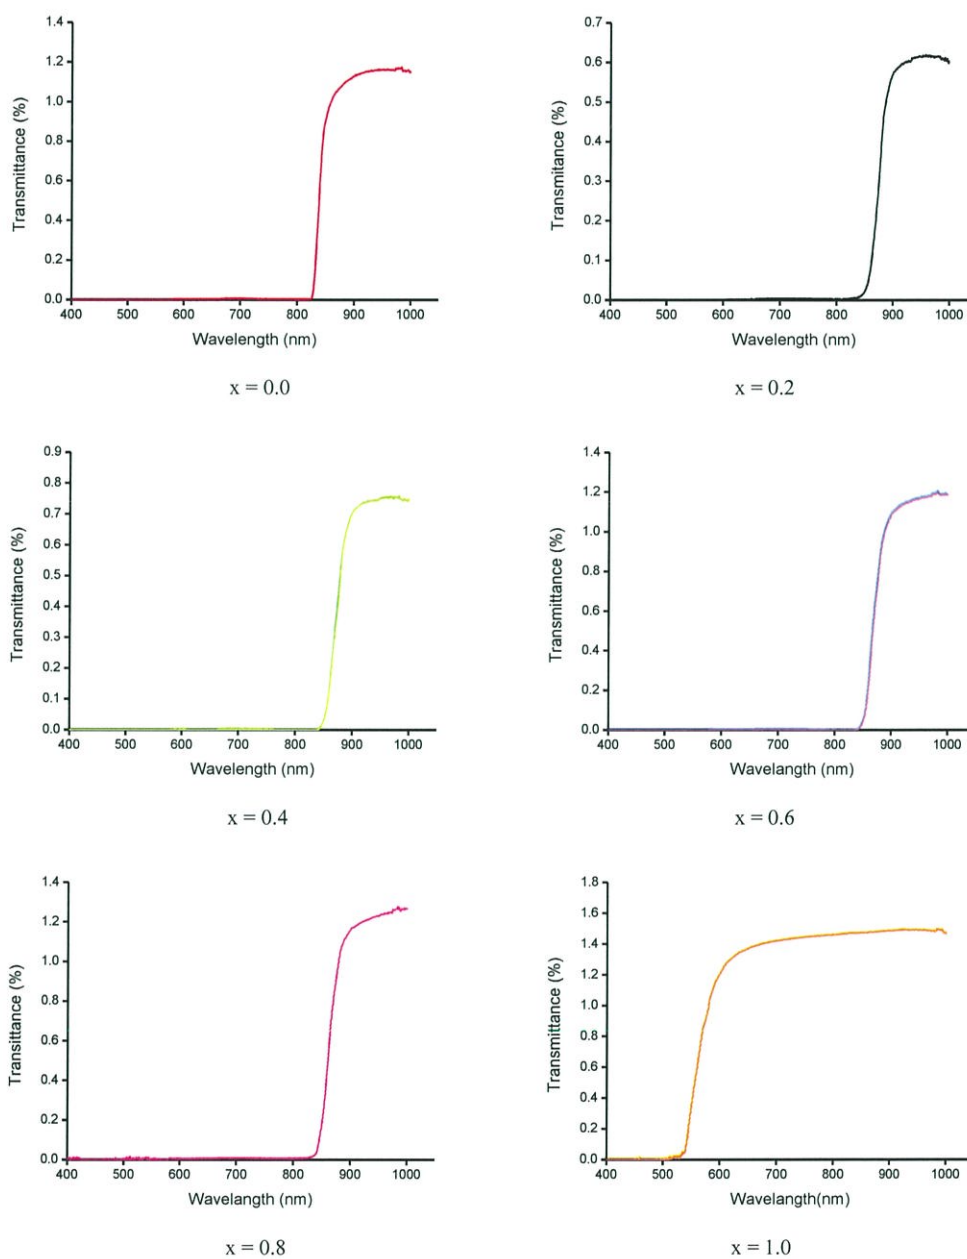 1.4
1.2
1.0
0.8
0.6
0.4
0.2
0.0
Transmittance (%)
400 500 600 700 800 900 1000
Wavelength (nm)
x = 0.0
0.7
0.6
0.5
0.4
0.3
0.2
0.1
0.0
Transmitance (%)
400 500 600 700 800 900 1000
Wavelength (nm)
x = 0.2
0.9
0.8
0.7
0.6
0.5
0.4
0.3
0.2
0.1
0.0
Transmittance (%)
400 500 600 700 800 900 1000
Wavelength (nm)
x = 0.4
1.4
1.2
1.0
0.8
0.6
0.4
0.2
0.0
Transmittance (%)
400 500 600 700 800 900 1000
Wavelangth (nm)
x = 0.6
1.4
1.2
1.0
0.8
0.6
0.4
0.2
0.0
Transittance (%)
400 500 600 700 800 900 1000
Wavelangth (nm)
x = 0.8
1.8
1.6
1.4
1.2
1.0
0.8
0.6
0.4
0.2
0.0
Transmittance (%)
400 500 600 700 800 900 1000
Wavelangth(nm)
x = 1.0